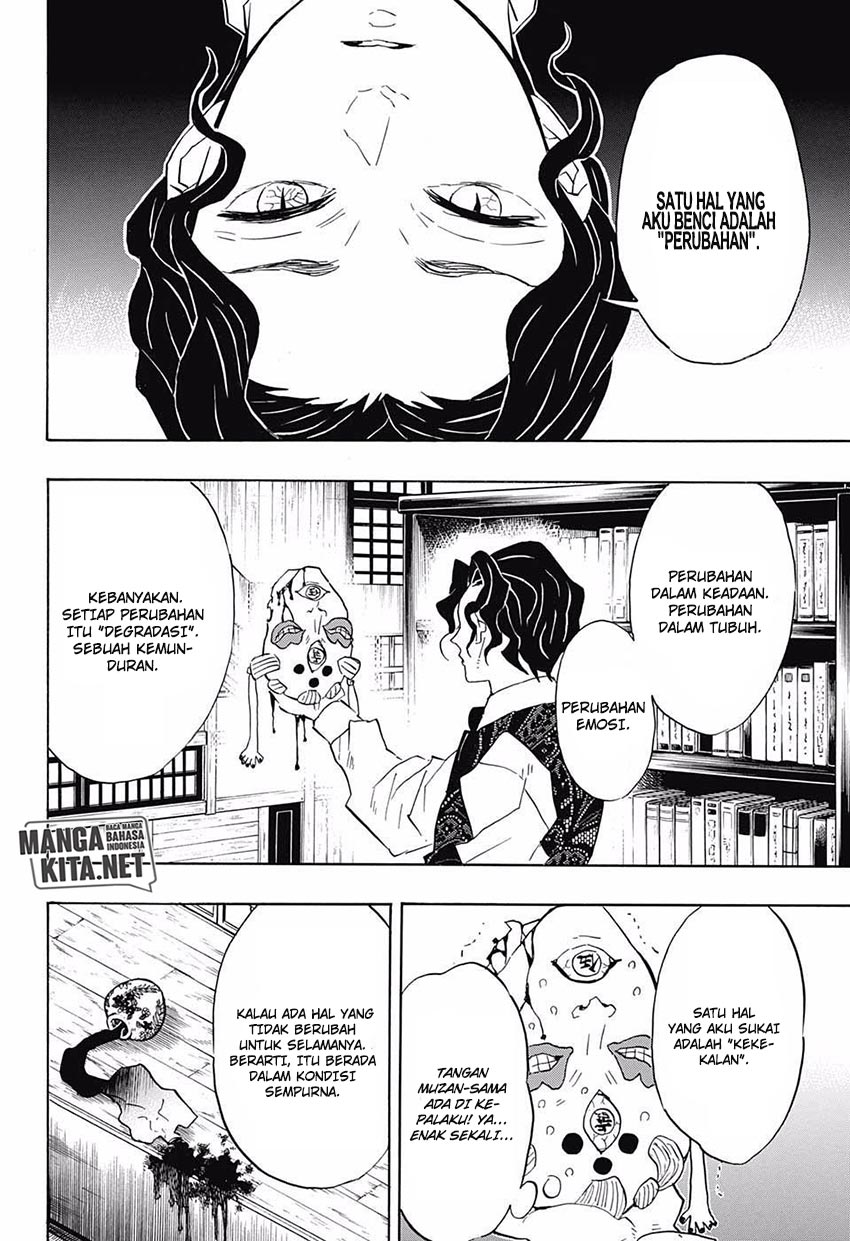 SATU HAL YANG
AKU BENCI ADALAH
"PERUBAHAN".
PERUBAHAN
DALAM KEADAAN.
PERUBAHAN
DALAM TUBUH.
PERUBAHAN
EMOSI.
KEBANYAKAN.
SETIAP PERUBAHAN
ITU "DEGRADASI".
SEBUAH KEMUN-
DURAN.
MANGA
KITA.NET
BACA MANGA
BAHASA
INDONESIA
SATU HAL
YANG AKU SUKAI
ADALAH "KEKE-
KALAN".
TANGAN
MUZAN-SAMA
ADA DI KE-
PALAKU! YA...
ENAK SEKALI...
KALAU ADA HAL YANG
TIDAK BERUBAH
UNTUK SELAMANYA.
BERARTI, ITU BERADA
DALAM KONDISI
SEMPURNA.